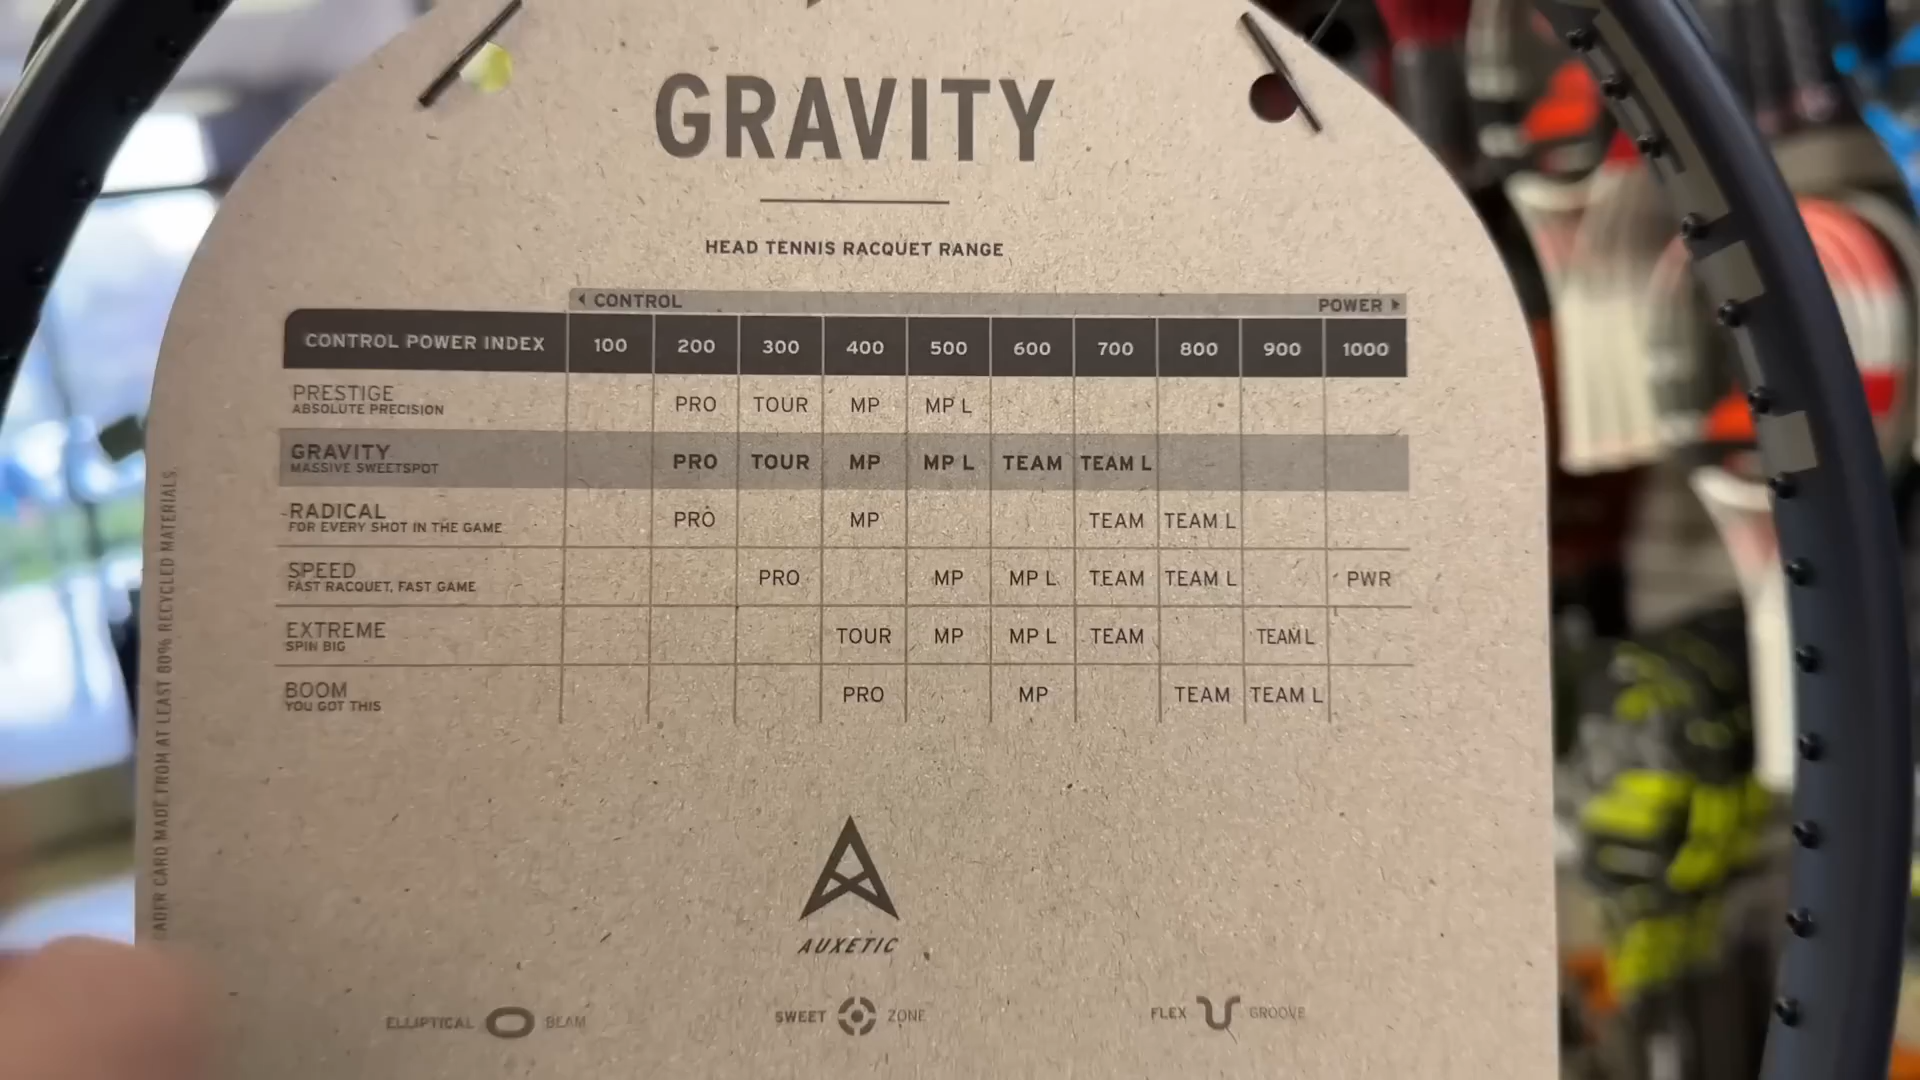 GRAVITY
HEAD TENNIS RACQUET RANGE
CONTROL POWER
CONTROL POWER INDEX 100 200 300 400 500 600 700 800 900 1000
PRESTIGE PRO TOUR MP MP L
ABSOLUTE PRECISION
GRAVITY PRO TOUR MP MP L TEAM TEAM L
MASSIVE SWEETSPOT
RADICAL PRO MP TEAM TEAM L
FOR EVERY SHOT IN THE GAME
SPEED PRO MP MP L TEAM TEAM L PWR
FAST RACQUET, FAST GAME
EXTREME TOUR MP MP L TEAM TEAM L
SPIN BIG
BOOM PRO MP TEAM TEAM L
YOU GOT THIS
CARD MADE FROM AT LEAST 80% RECYCLED MATERIALS
AUXETIC
ELLIPTICAL BEAM SWEET ZONE FLEX GROOVE